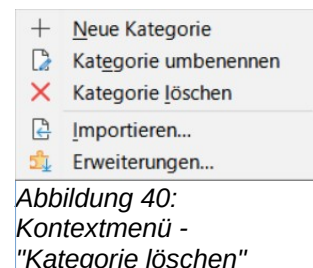 Neue Kategorie
Kategorie umbenennen
Kategorie löschen
Importieren...
Erweiterungen...
Abbildung 40:
Kontextmenü -
"Kategorie löschen"